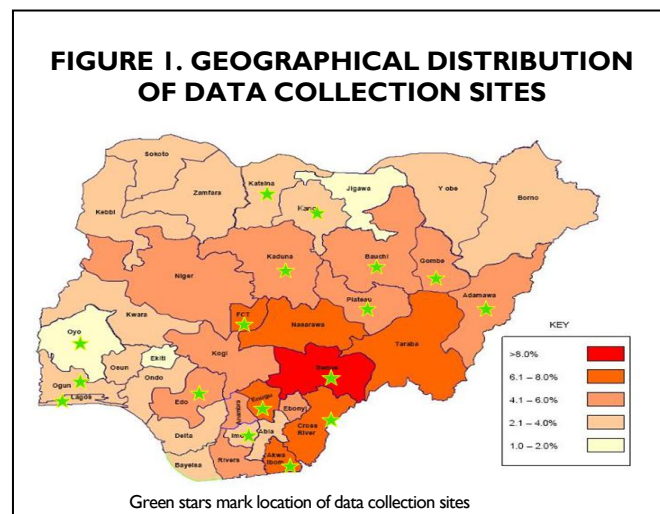 FIGURE 1. GEOGRAPHICAL DISTRIBUTION
OF DATA COLLECTION SITES
Sokoto
Katsina
Jigawa
Yobe
Zamfara
Kano
Borno
Kebbi
Kaduna
Bauchi
Gombe
Niger
Adamawa
Plateau
FCT
Kwara
Nasarawa
Oyo
Taraba
Kogi
Ekiti
Osun
Benue
Ogun
Ondo
Lagos
Edo
Enugu
Anambra
Ebonyi
Cross
River
Imo
Abia
Delta
Akwa
Ibom
Rivers
Bayelsa
KEY
>8.0%
6.1 – 8.0%
4.1 – 6.0%
2.1 – 4.0%
1.0 – 2.0%
Green stars mark location of data collection sites